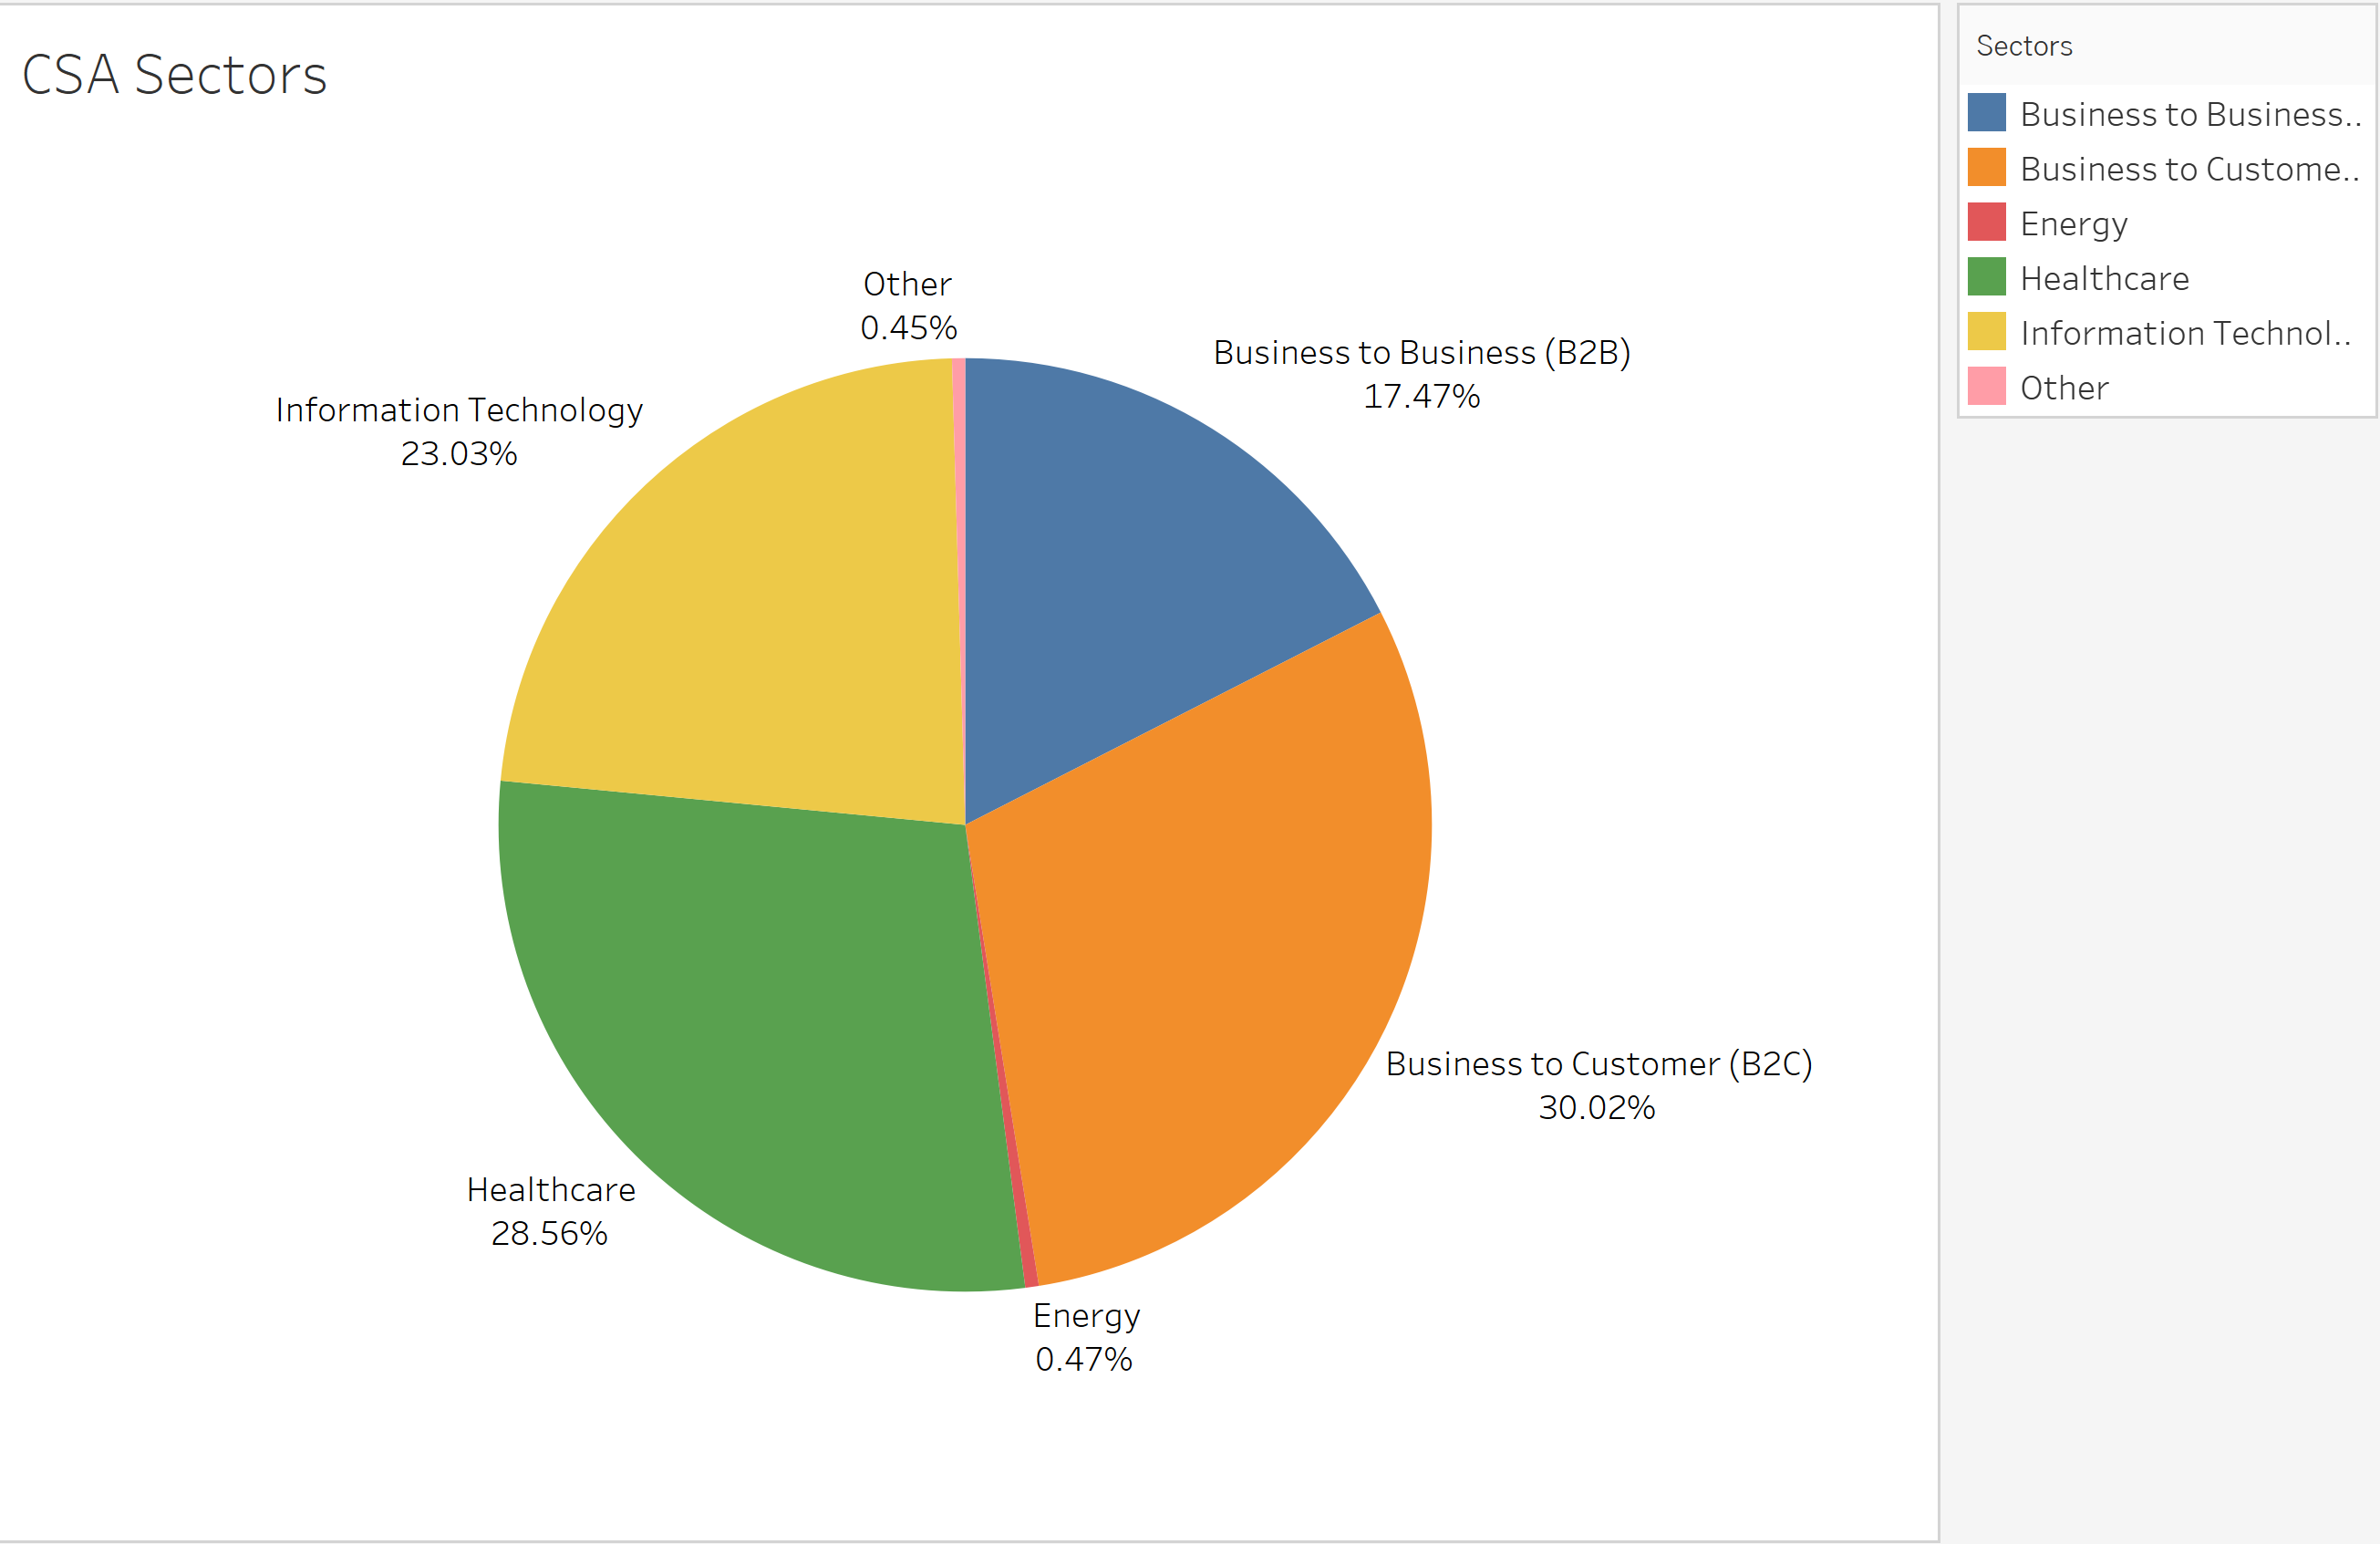 CSA Sectors
Other
0.45%
Business to Business (B2B)
17.47%
Information Technology
23.03%
Business to Customer (B2C)
30.02%
Healthcare
28.56%
Energy
0.47%
Sectors
Business to Business..
Business to Custome..
Energy
Healthcare
Information Technol..
Other